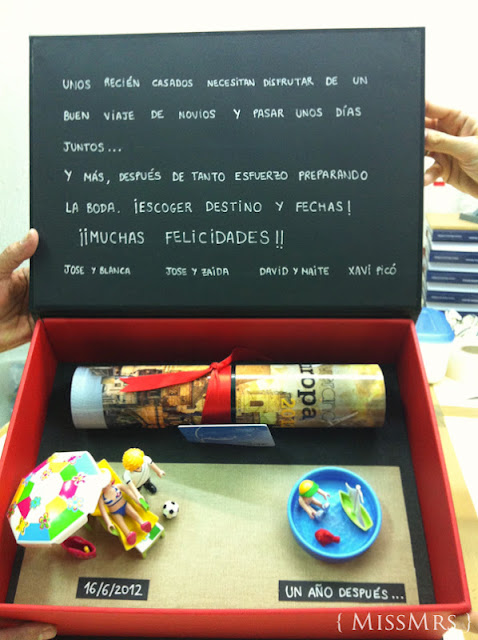 UNOS RECIÉN CASADOS NECESITAN DISFRUTAR DE UN
BUEN VIAJE DE NOVIOS Y PASAR UNOS DÍAS
JUNTOS...
Y MÁS, DESPUÉS DE TANTO ESFUERZO PREPARANDO
LA BODA. ¡ESCOGER DESTINO Y FECHAS!
¡¡MUCHAS FELICIDADES!!
JOSE Y BLANCA JOSE Y ZAIDA DAVID Y MAITE XAVI PICÓ
uropa
16/6/2012
UN AÑO DESPUÉS...
{ MISSMRS }